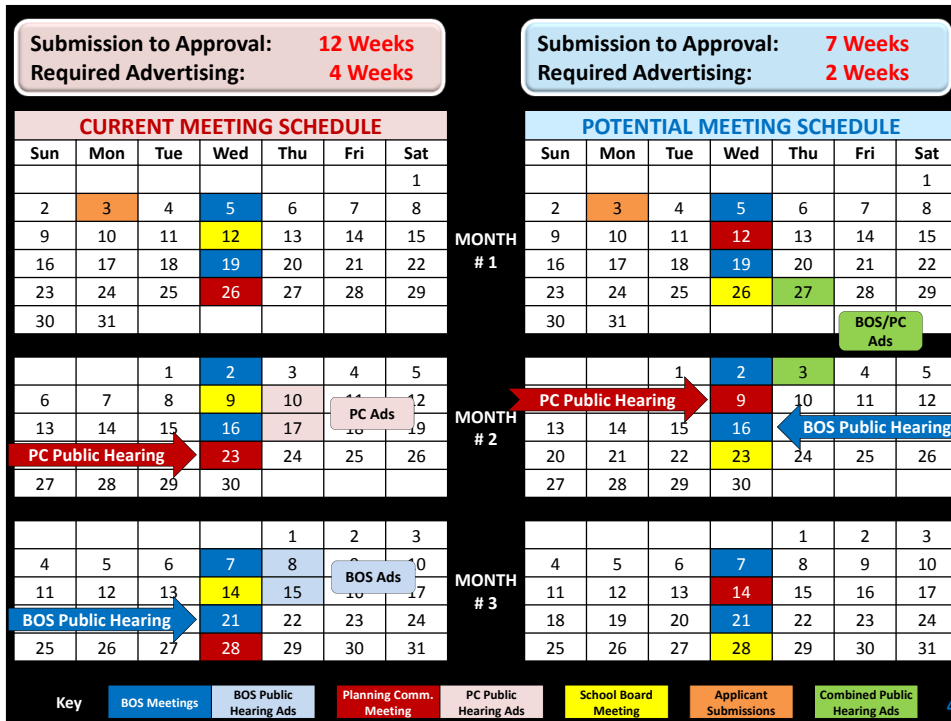 Submission to Approval: 12 Weeks
Required Advertising: 4 Weeks
CURRENT MEETING SCHEDULE
Sun Mon Tue Wed Thu Fri Sat
1
2 3 4 5 6 7 8
9 10 11 12 13 14 15
16 17 18 19 20 21 22
23 24 25 26 27 28 29
30 31
1 2 3 4 5
6 7 8 9 10 12
PC Ads
13 14 15 16 17 19
PC Public Hearing
23 24 25 26
27 28 29 30
1 2 3
4 5 6 7 8 10
BOS Ads
11 12 13 14 15 17
BOS Public Hearing
21 22 23 24
25 26 27 28 29 30 31
MONTH
# 1
MONTH
# 2
MONTH
# 3
Submission to Approval: 7 Weeks
Required Advertising: 2 Weeks
POTENTIAL MEETING SCHEDULE
Sun Mon Tue Wed Thu Fri Sat
1
2 3 4 5 6 7 8
9 10 11 12 13 14 15
16 17 18 19 20 21 22
23 24 25 26 27 28 29
30 31
BOS/PC
Ads
1 2 3 4 5
PC Public Hearing
9 10 11 12
13 14 15 16
BOS Public Hearing
20 21 22 23 24 25 26
27 28 29 30
1 2 3
4 5 6 7 8 9 10
11 12 13 14 15 16 17
18 19 20 21 22 23 24
25 26 27 28 29 30 31
Key
BOS Meetings
BOS Public
Hearing Ads
Planning Comm.
Meeting
PC Public
Hearing Ads
School Board
Meeting
Applicant
Submissions
Combined Public
Hearing Ads